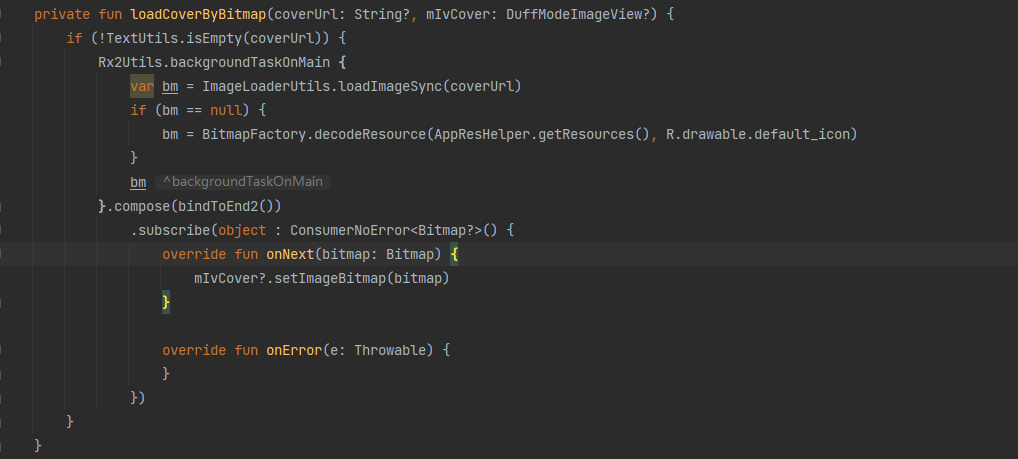 private fun loadCoverByBitmap(coverUrl: String?, mIvCover: DuffModeImageView?) {
if (!TextUtils.isEmpty(coverUrl)) {
Rx2Utils.backgroundTaskOnMain {
var bm = ImageLoaderUtils.loadImageSync(coverUrl)
if (bm == null) {
bm = BitmapFactory.decodeResource(AppResHelper.getResources(), R.drawable.default_icon)
}
bm ^backgroundTaskOnMain
}.compose(bindToEnd2())
.subscribe(object : ConsumerNoError<Bitmap?>() {
override fun onNext(bitmap: Bitmap) {
mIvCover?.setImageBitmap(bitmap)
}
override fun onError(e: Throwable) {
}
})
}
}